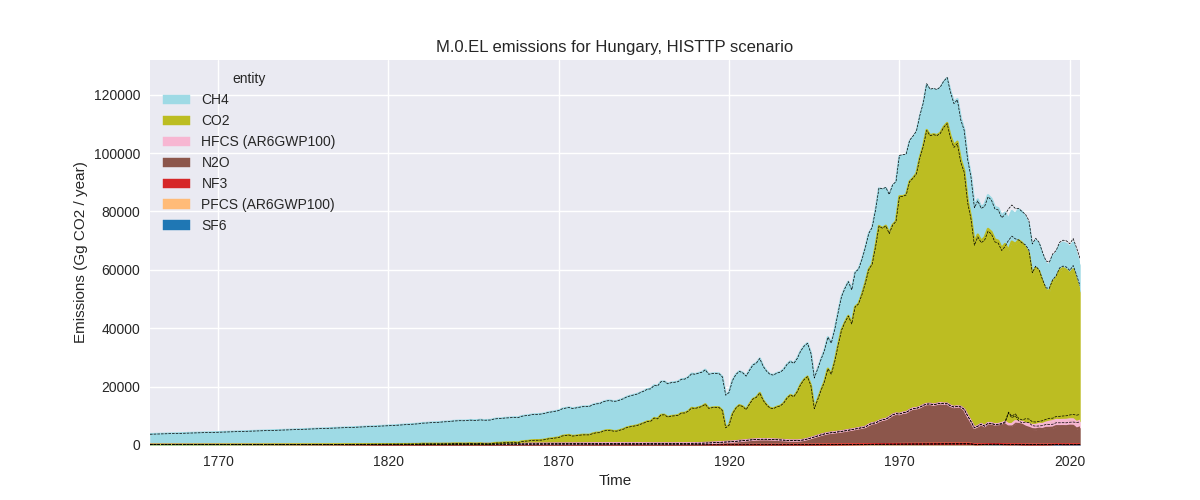 M.0.EL emissions for Hungary, HISTTP scenario
entity
CH4
CO2
HFCS (AR6GWP100)
N2O
NF3
PFCS (AR6GWP100)
SF6
Emissions (Gg CO2 / year)
120000
100000
80000
60000
40000
20000
0
1770
1820
1870
1920
1970
2020
Time